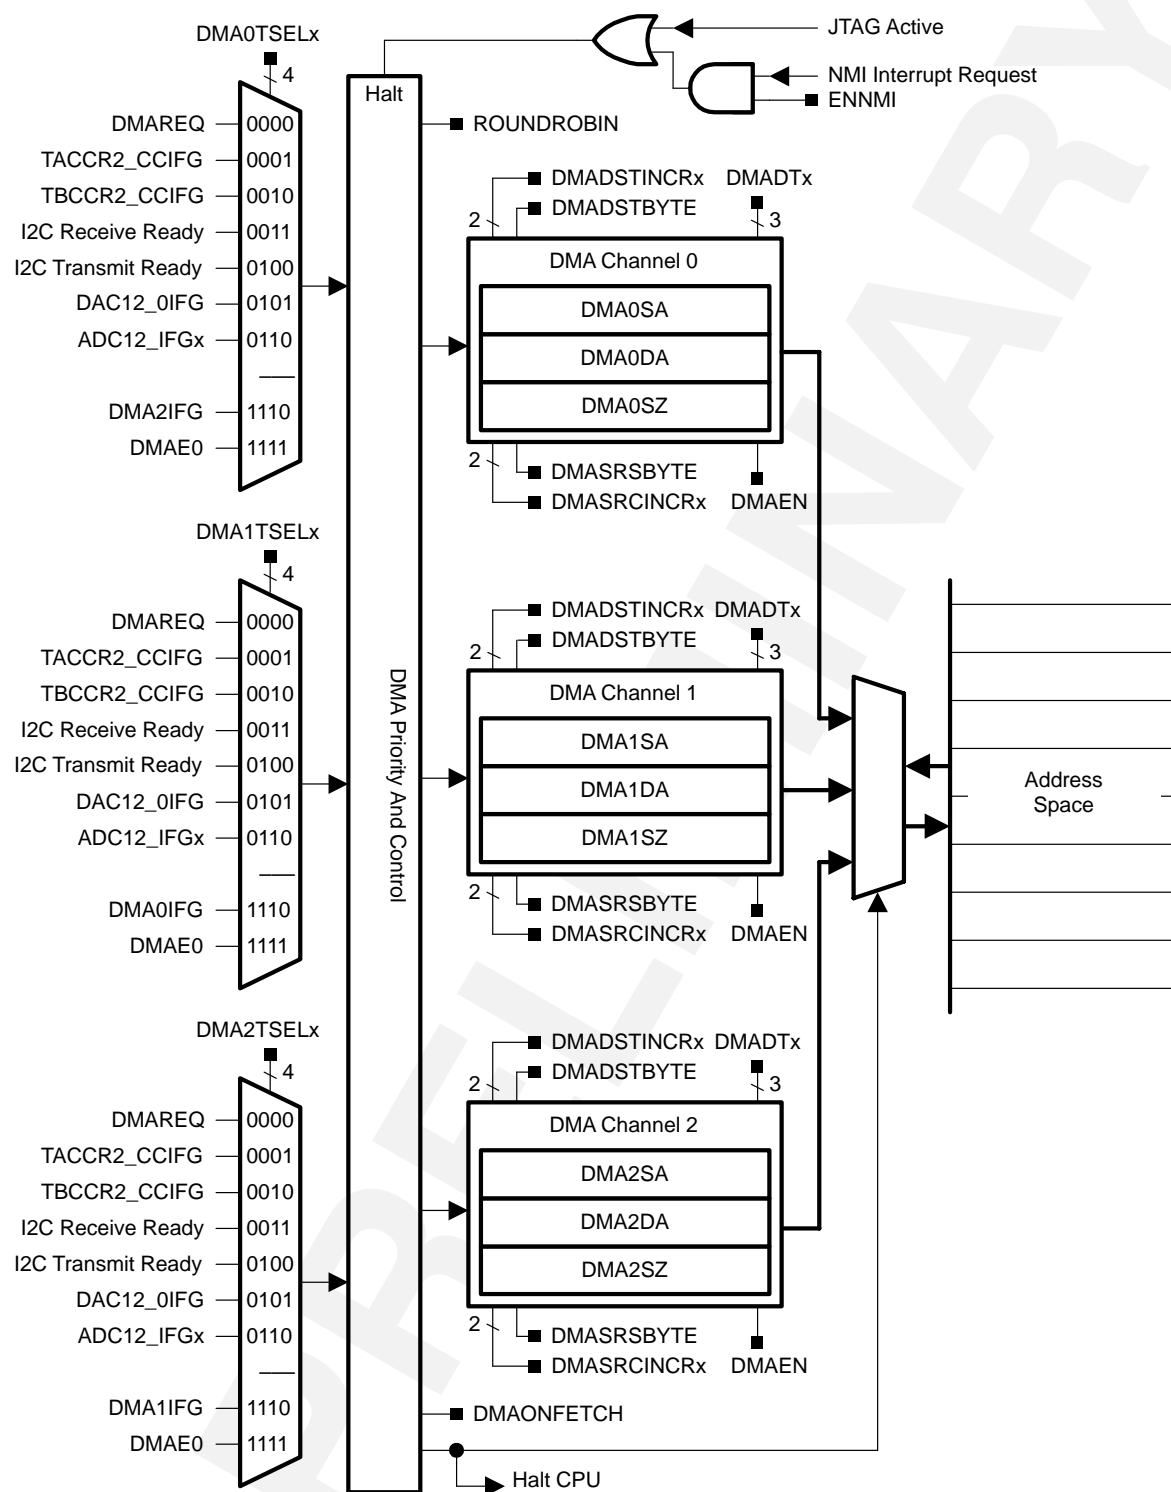 DMA0TSELx
4
DMAREQ 0000
TACCR2_CCIFG 0001
TBCCR2_CCIFG 0010
I2C Receive Ready 0011
I2C Transmit Ready 0100
DAC12_0IFG 0101
ADC12_IFGx 0110
DMA2IFG 1110
DMAE0 1111
DMA1TSELx
4
DMAREQ 0000
TACCR2_CCIFG 0001
TBCCR2_CCIFG 0010
I2C Receive Ready 0011
I2C Transmit Ready 0100
DAC12_0IFG 0101
ADC12_IFGx 0110
DMA0IFG 1110
DMAE0 1111
DMA2TSELx
4
DMAREQ 0000
TACCR2_CCIFG 0001
TBCCR2_CCIFG 0010
I2C Receive Ready 0011
I2C Transmit Ready 0100
DAC12_0IFG 0101
ADC12_IFGx 0110
DMA1IFG 1110
DMAE0 1111
Halt
DMA Priority And Control
JTAG Active
NMI Interrupt Request
ENNMI
ROUNDROBIN
DMADSTINCRx DMADTx
2 DMADSTBYTE 3
DMA Channel 0
DMA0SA
DMA0DA
DMA0SZ
2 DMASRSBYTE
DMASRCINCRx DMAEN
DMADSTINCRx DMADTx
2 DMADSTBYTE 3
DMA Channel 1
DMA1SA
DMA1DA
DMA1SZ
2 DMASRSBYTE
DMASRCINCRx DMAEN
DMADSTINCRx DMADTx
2 DMADSTBYTE 3
DMA Channel 2
DMA2SA
DMA2DA
DMA2SZ
2 DMASRSBYTE
DMASRCINCRx DMAEN
DMAONFETCH
Halt CPU
Address
Space
PRELIMINARY